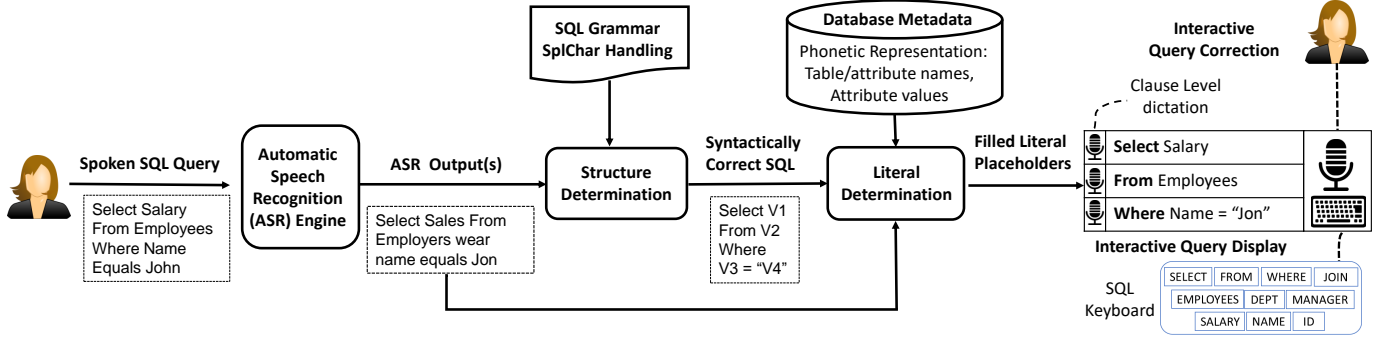 Spoken SQL Query
Select Salary
From Employees
Where Name
Equals John
Automatic
Speech
Recognition
(ASR) Engine
ASR Output(s)
Select Sales From
Employers wear
name equals Jon
SQL Grammar
SplChar Handling
Structure
Determination
Syntactically
Correct SQL
Select V1
From V2
Where
V3 = “V4”
Database Metadata
Phonetic Representation:
Table/attribute names,
Attribute values
Literal
Determination
Filled Literal
Placeholders
Interactive
Query Correction
Clause Level
dictation
Select Salary
From Employees
Where Name = “Jon”
Interactive Query Display
SQL
Keyboard
SELECT FROM WHERE JOIN
EMPLOYEES DEPT MANAGER
SALARY NAME ID